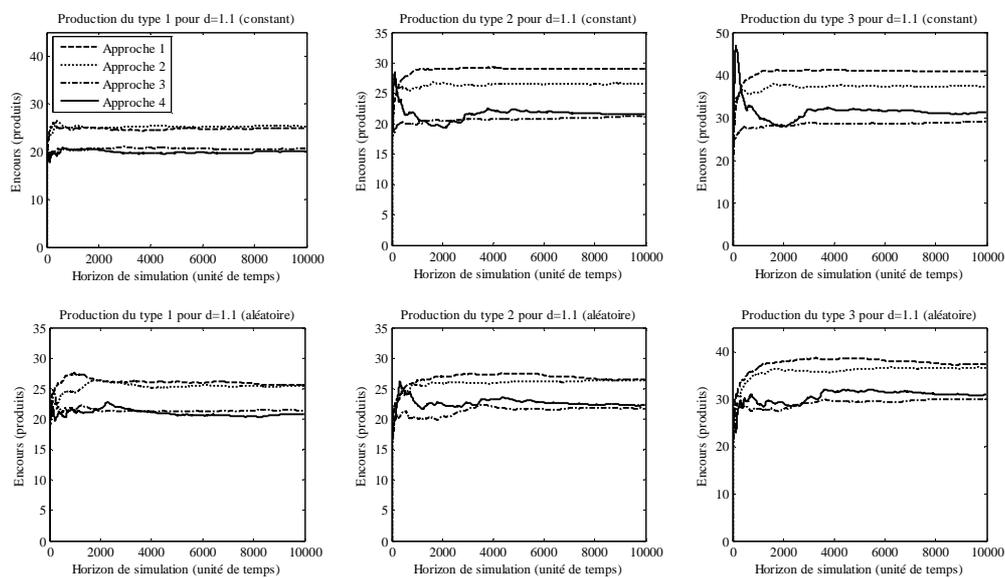 Production du type 1 pour d=1.1 (constant)
Encours (produits)
40
30
20
10
0
Approche 1
Approche 2
Approche 3
Approche 4
0 2000 4000 6000 8000 10000
Horizon de simulation (unité de temps)
Production du type 2 pour d=1.1 (constant)
Encours (produits)
35
30
25
20
15
10
5
0
0 2000 4000 6000 8000 10000
Horizon de simulation (unité de temps)
Production du type 3 pour d=1.1 (constant)
Encours (produits)
50
40
30
20
10
0
0 2000 4000 6000 8000 10000
Horizon de simulation (unité de temps)
Production du type 1 pour d=1.1 (aléatoire)
Encours (produits)
35
30
25
20
15
10
5
0
0 2000 4000 6000 8000 10000
Horizon de simulation (unité de temps)
Production du type 2 pour d=1.1 (aléatoire)
Encours (produits)
35
30
25
20
15
10
5
0
0 2000 4000 6000 8000 10000
Horizon de simulation (unité de temps)
Production du type 3 pour d=1.1 (aléatoire)
Encours (produits)
40
30
20
10
0
0 2000 4000 6000 8000 10000
Horizon de simulation (unité de temps)